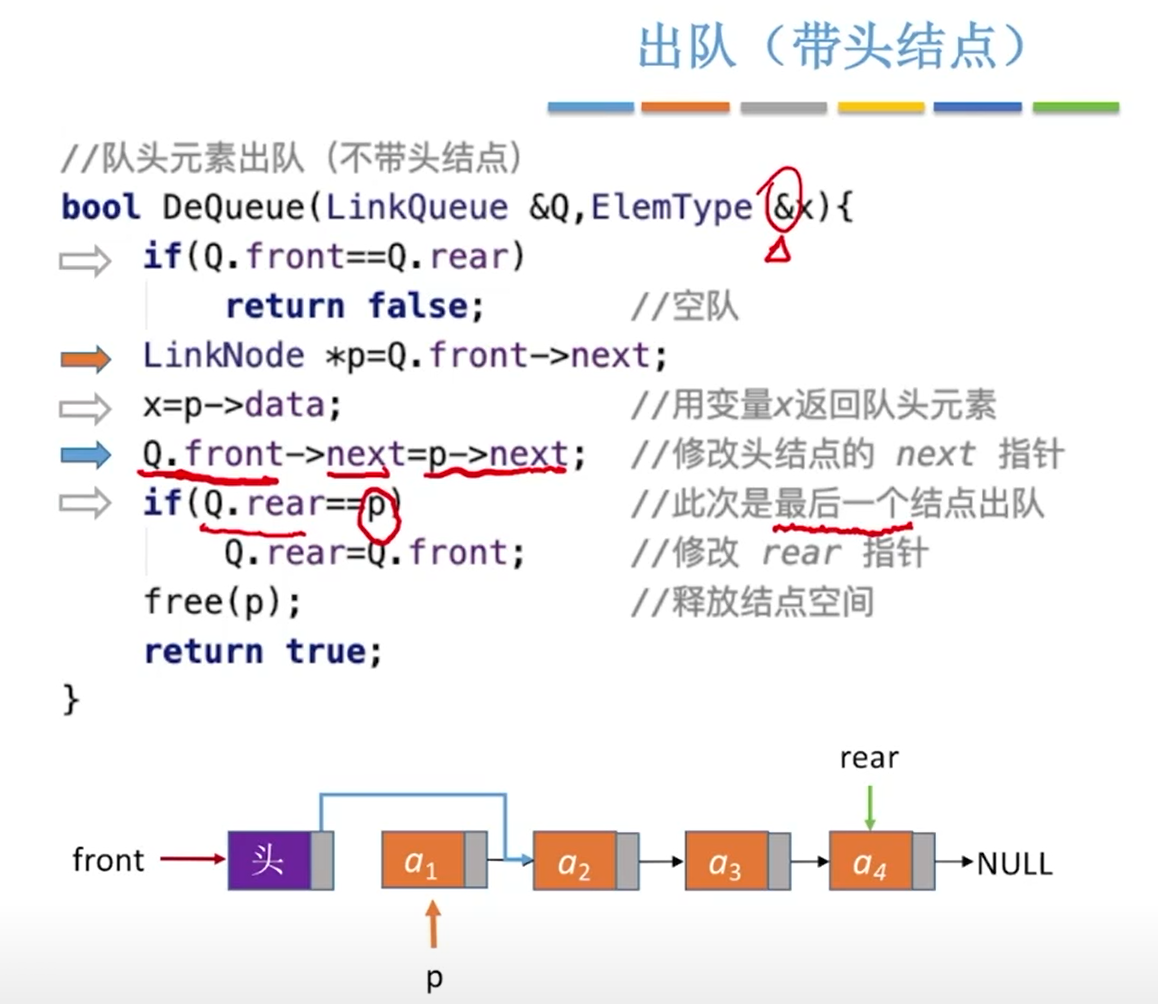 出队（带头结点）
//队头元素出队（不带头结点）
bool DeQueue(LinkQueue &Q,ElemType &x){
if(Q.front==Q.rear)
return false; //空队
LinkNode *p=Q.front->next;
x=p->data; //用变量x返回队头元素
Q.front->next=p->next; //修改头结点的 next 指针
if(Q.rear==p) //此次是最后一个结点出队
Q.rear=Q.front; //修改 rear 指针
free(p); //释放结点空间
return true;
}
rear
front 头 a1 a2 a3 a4 NULL
p